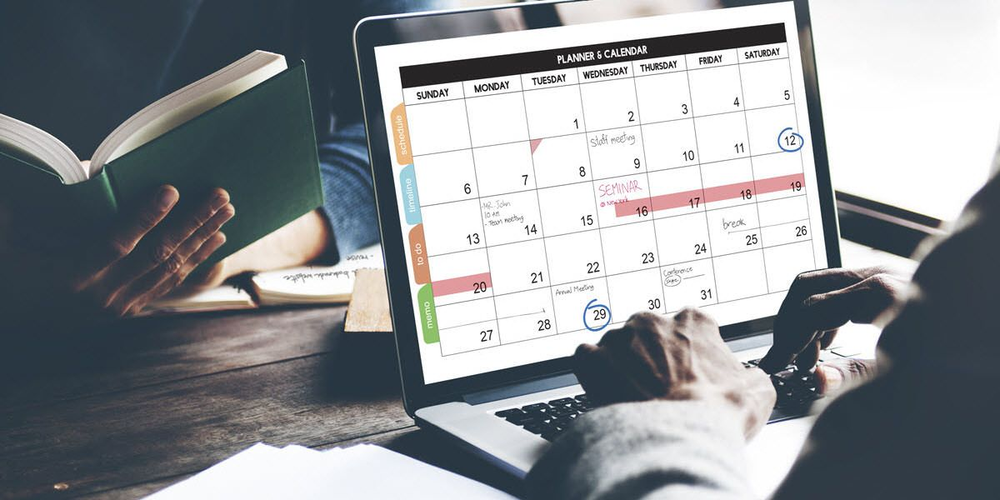 PLANNER & CALENDAR
SUNDAY MONDAY TUESDAY WEDNESDAY THURSDAY FRIDAY SATURDAY
schedule
timeline
to do
memo
1 2 3 4 5
Staff meeting
6 7 8 9 10 11 12
- MR. John
10 AM
- Team meeting
SEMINAR
@ New York
13 14 15 16 17 18 19
break
20 21 22 23 24 25 26
Annual Meeting
Conference
27 28 29 30 31
- revise
website